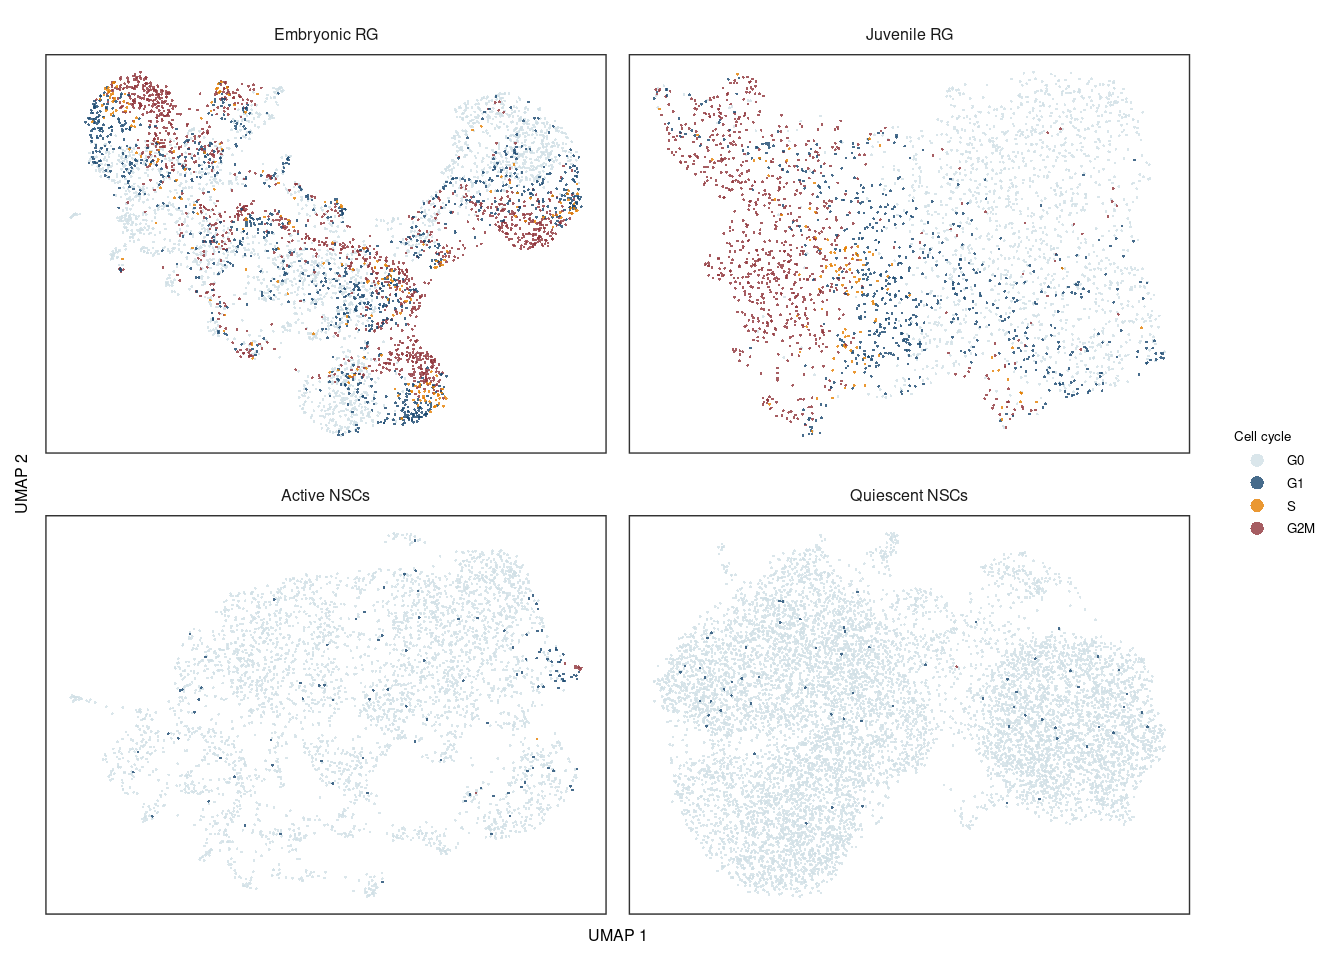 Embryonic RG
Juvenile RG
Active NSCs
Quiescent NSCs
UMAP 2
UMAP 1
Cell cycle
G0
G1
S
G2M